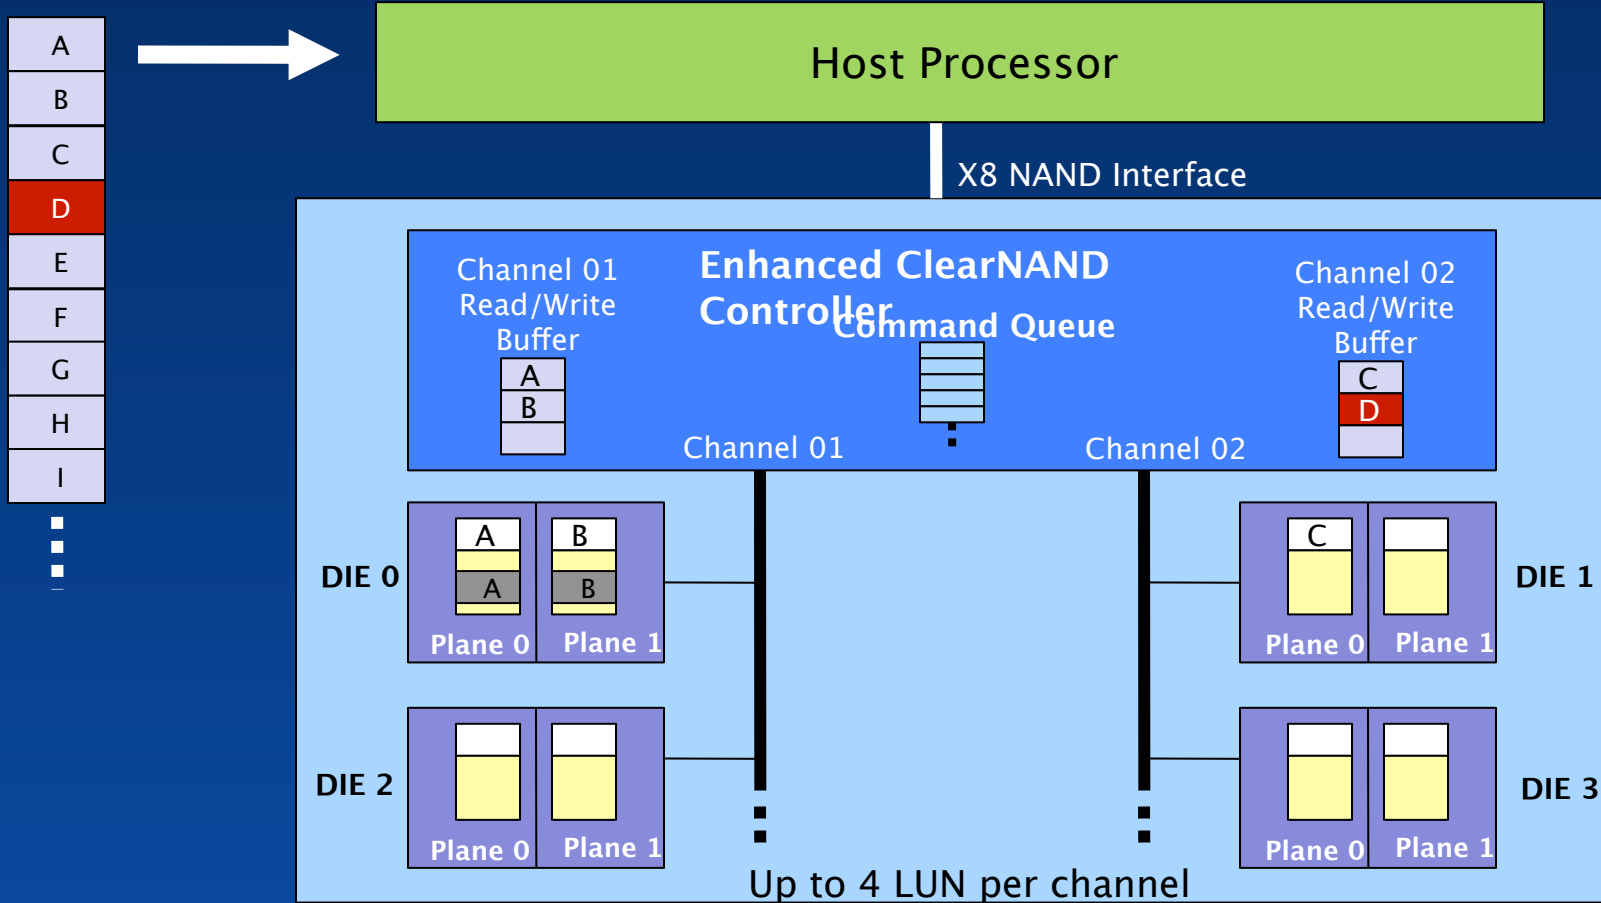 A
B
C
D
E
F
G
H
I
Host Processor
X8 NAND Interface
Channel 01
Read/Write
Buffer
A
B
Enhanced ClearNAND
Controller
Command Queue
Channel 02
Read/Write
Buffer
C
D
Channel 01
Channel 02
DIE 0
A
B
A
B
Plane 0
Plane 1
C
Plane 0
Plane 1
DIE 1
DIE 2
Plane 0
Plane 1
Plane 0
Plane 1
DIE 3
Up to 4 LUN per channel